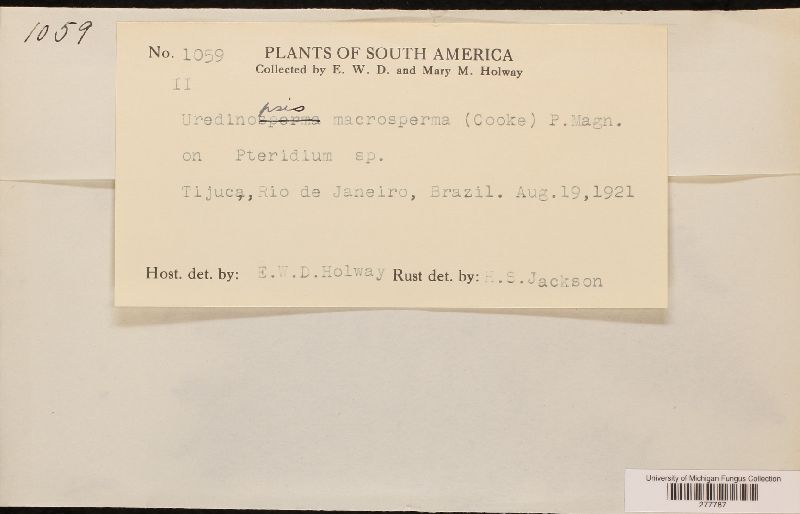 1059
No. 1059 PLANTS OF SOUTH AMERICA
Collected by E. W. D. and Mary M. Holway
II
psis
Uredinosperma macrosperma (Cooke) P.Magn.
on Pteridium sp.
Tijuca, Rio de Janeiro, Brazil. Aug.19,1921
Host. det. by: E.W.D.Holway Rust det. by: H.S.Jackson
University of Michigan Fungus Collection
277787